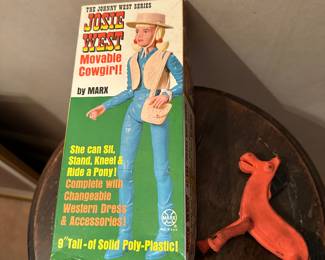 THE JOHNNY WEST SERIES
JOSIE
WEST
Movable
Cowgirl!
by MARX
She can Sit,
Stand, Kneel &
Ride a Pony!
Complete with
Changeable
Western Dress
& Accessories!
MARX
9" Tall-of Solid Poly-Plastic!